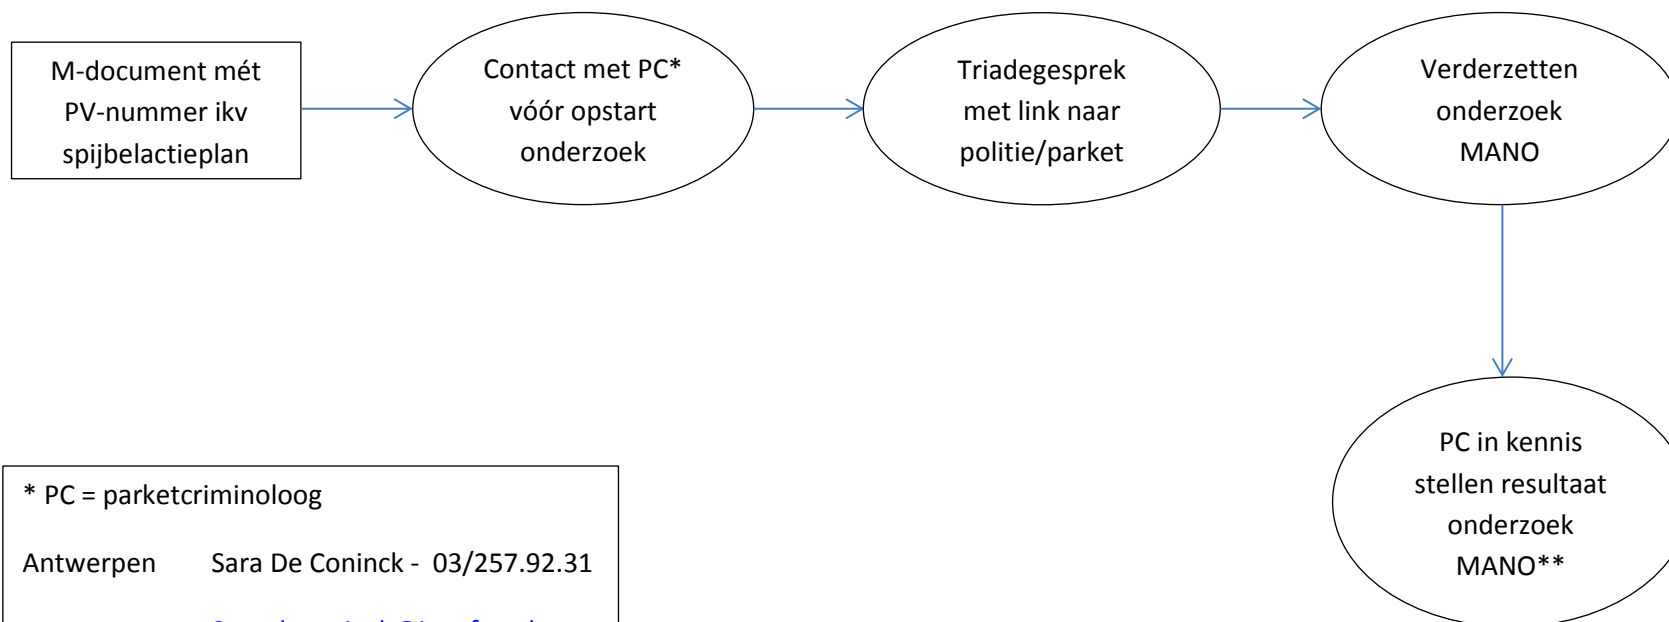 M-document mét
PV-nummer ikv
spijbelactieplan
Contact met PC*
vóór opstart
onderzoek
Triadegesprek
met link naar
politie/parket
Verderzetten
onderzoek
MANO
PC in kennis
stellen resultaat
onderzoek
MANO**
* PC = parketcriminoloog
Antwerpen Sara De Coninck - 03/257.92.31